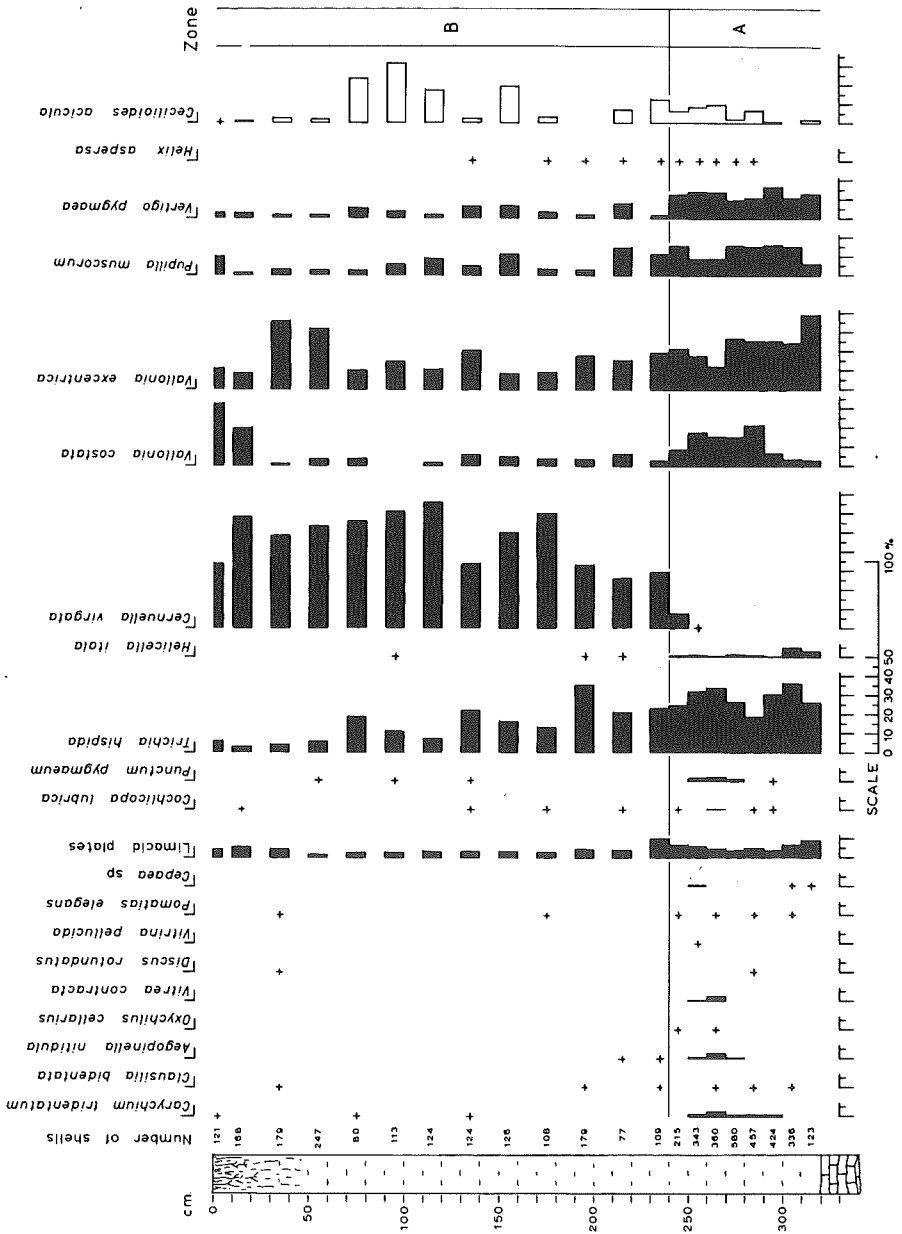 Zone
B
A
Cecilioides acicula
Helix aspersa
Vertigo pygmaea
Pupilla muscorum
Vallonia excentrica
Vallonia costata
Cernuella virgata
Helicella itala
Trichia hispida
Punctum pygmaeum
Cochlicopa lubrica
Limacid plates
Cepaea sp
Pomatias elegans
Vitrina pellucida
Discus rotundatus
Vitrea contracta
Oxychilus cellarius
Aegopinella nitidula
Clausilia bidentata
Carychium tridentatum
Number of shells
121 168 179 247 80 113 124 124 126 108 179 77 109 215 343 360 580 457 424 336 123
cm.
0 50 100 150 200 250 300
SCALE
0 10 20 30 40 50
100%